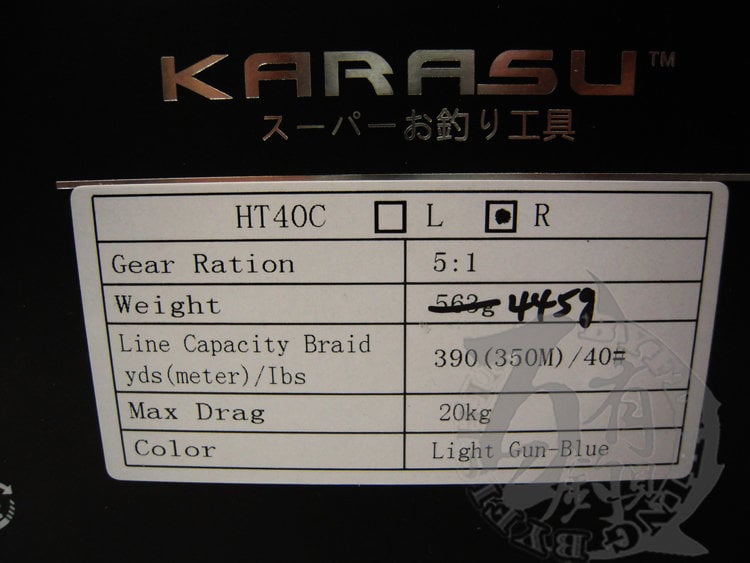 KARASU™
スーパーお釣り工具
HT40C □ L ▣ R
Gear Ration 5:1
Weight 563g 445g
Line Capacity Braid
yds(meter)/Ibs 390(350M)/40#
Max Drag 20kg
Color Light Gun-Blue